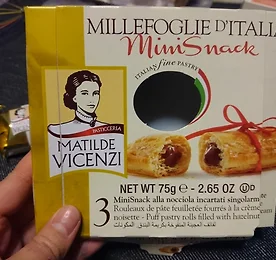 MILLEFOGLIE D'ITALIA
MiniSnack
ITALIAN fine PASTRY
PASTICCERIA
MATILDE
VICENZI
NET WT 75g e - 2.65 OZ
3
MiniSnack alla nocciola incartati singolarm
Rouleaux de pâte feuilletée fourrés à la crème
noisette - Puff pastry rolls filled with hazelnut